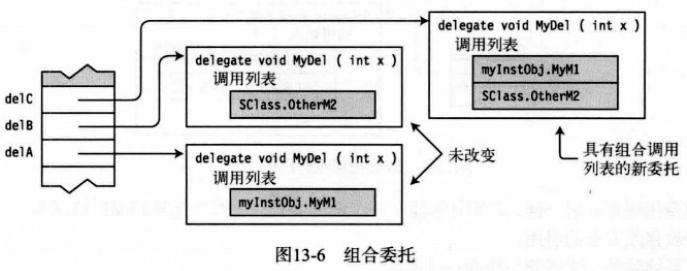 delegate void MyDel ( int x )
调用列表
myInstObj.MyM1
SClass.OtherM2
delegate void MyDel ( int x )
调用列表
SClass.OtherM2
delC
delB
delA
未改变
具有组合调用
列表的新委托
delegate void MyDel ( int x )
调用列表
myInstObj.MyM1
图13-6 组合委托